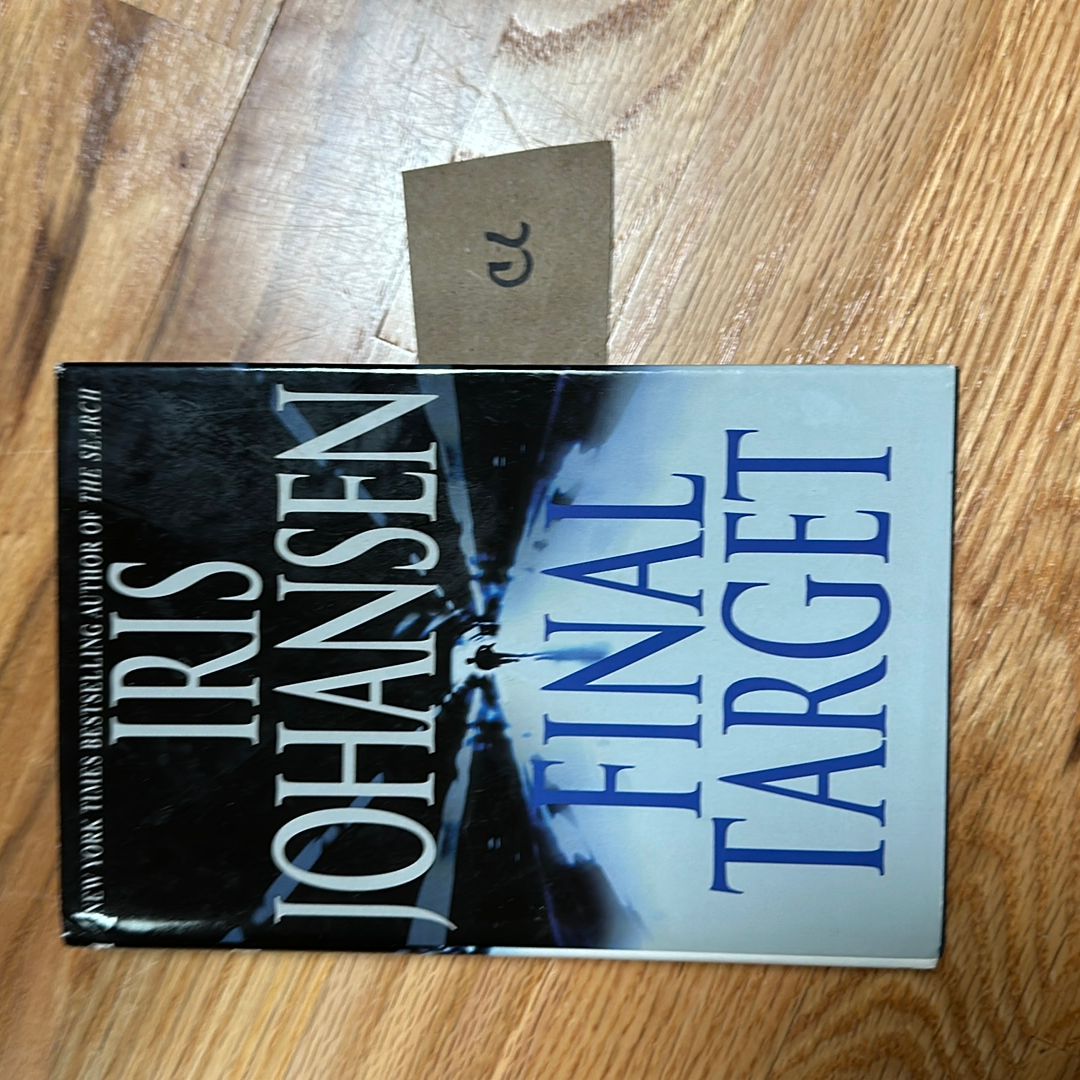 NEW YORK TIMES BESTSELLING AUTHOR OF THE SEARCH
IRIS
JOHANSEN
FINAL
TARGET